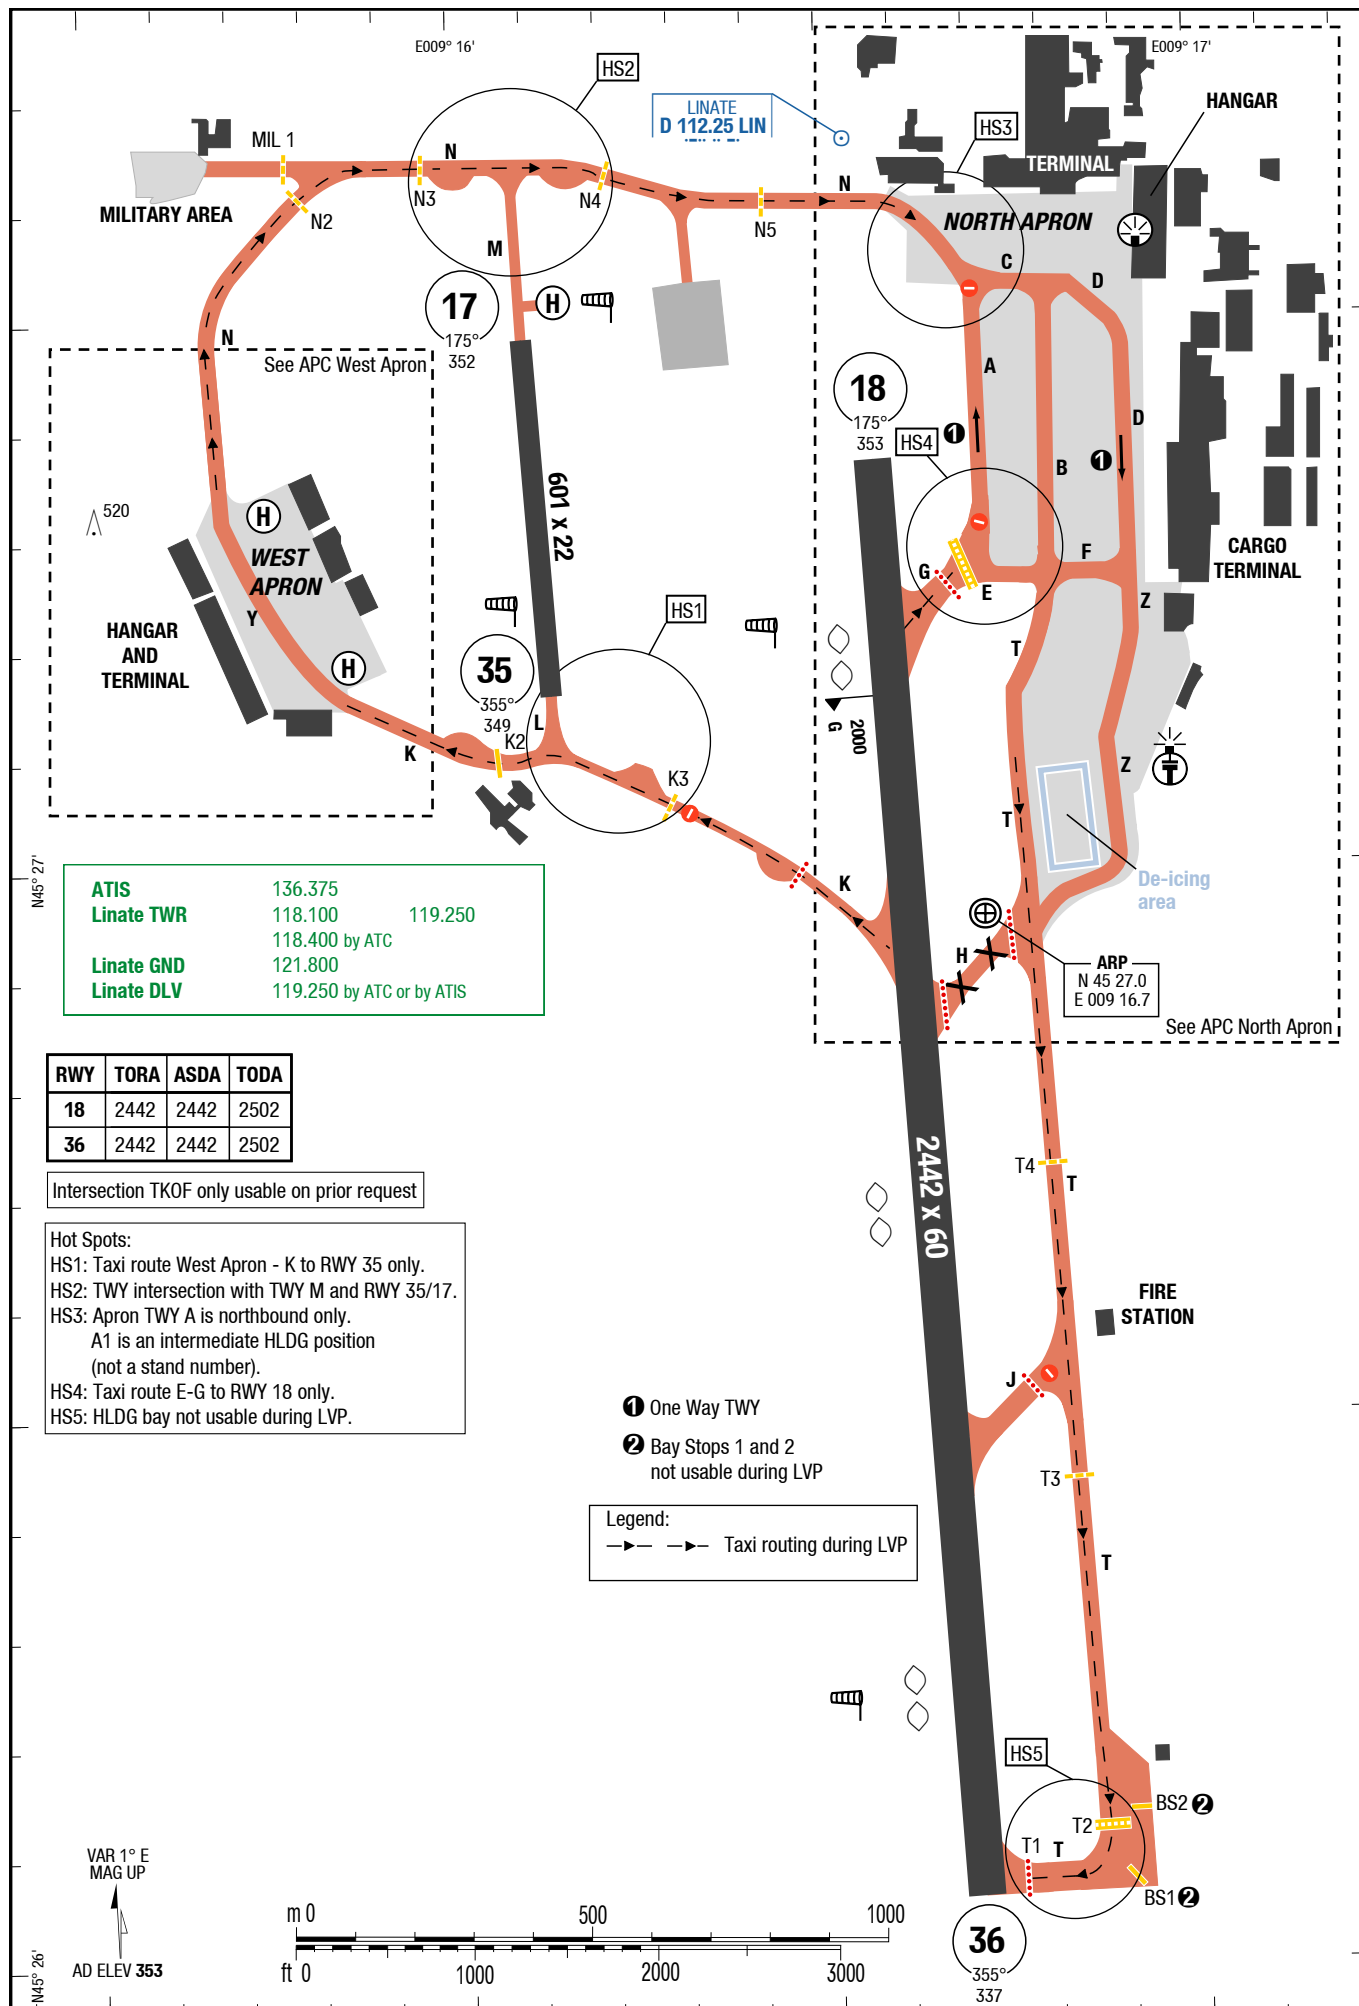 E009° 16'
E009° 17'
HS2
LINATE
D 112.25 LIN
HS3
HANGAR
TERMINAL
MIL 1
N
N3
N4
N
N5
N2
MILITARY AREA
NORTH APRON
M
C
D
17
175°
352
H
N
See APC West Apron
A
18
175°
353
HS4
1
D
1
B
601 x 22
520
H
WEST
APRON
CARGO
TERMINAL
F
G
E
Z
HS1
Y
HANGAR
AND
TERMINAL
H
T
35
355°
349
L
K2
K
G
2000
Z
K3
T
N45° 27'
ATIS 136.375
Linate TWR 118.100 119.250
118.400 by ATC
Linate GND 121.800
Linate DLV 119.250 by ATC or by ATIS
K
De-icing
area
H
ARP
N 45 27.0
E 009 16.7
See APC North Apron
RWY TORA ASDA TODA
18 2442 2442 2502
36 2442 2442 2502
2442 x 60
T4
T
Intersection TKOF only usable on prior request
Hot Spots:
HS1: Taxi route West Apron - K to RWY 35 only.
HS2: TWY intersection with TWY M and RWY 35/17.
HS3: Apron TWY A is northbound only.
A1 is an intermediate HLDG position
(not a stand number).
HS4: Taxi route E-G to RWY 18 only.
HS5: HLDG bay not usable during LVP.
FIRE
STATION
J
1 One Way TWY
2 Bay Stops 1 and 2
not usable during LVP
T3
Legend:
Taxi routing during LVP
T
HS5
BS2 2
T2
T1 T
BS1 2
VAR 1° E
MAG UP
AD ELEV 353
N45° 26'
m 0 500 1000
ft 0 1000 2000 3000
36
355°
337